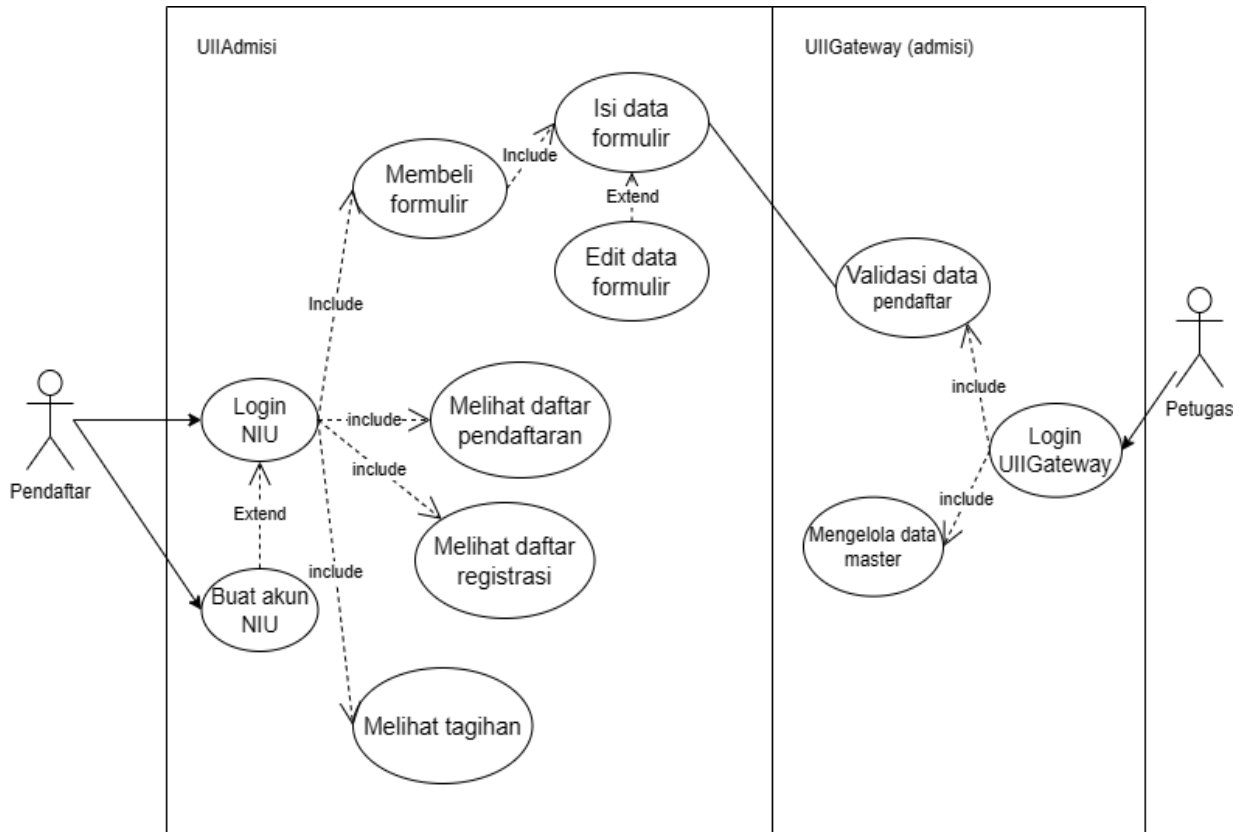 UIIAdmisi
UIIGateway (admisi)
Isi data
formulir
Include
Membeli
formulir
Extend
Edit data
formulir
Validasi data
pendaftar
Include
include
Petugas
Login
NIU
include
Melihat daftar
pendaftaran
Login
UIIGateway
include
include
Pendaftar
Extend
Melihat daftar
registrasi
Mengelola data
master
include
Buat akun
NIU
Melihat tagihan